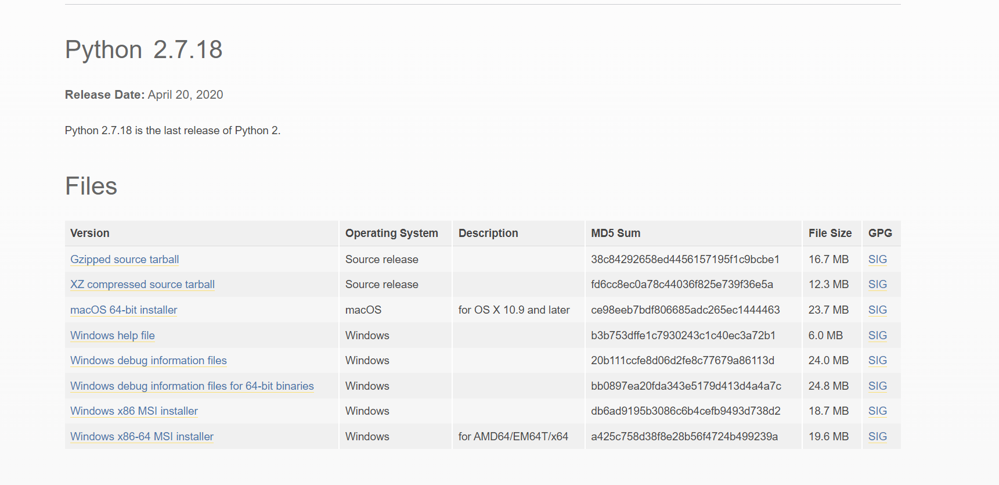 Python 2.7.18
Release Date: April 20, 2020
Python 2.7.18 is the last release of Python 2.
Files
Version Operating System Description MD5 Sum File Size GPG
Gzipped source tarball Source release 38c84292658ed4456157195f1c9bcbe1 16.7 MB SIG
XZ compressed source tarball Source release fd6cc8ec0a78c44036f825e739f36e5a 12.3 MB SIG
macOS 64-bit installer macOS for OS X 10.9 and later ce98eeb7bdf806685adc265ec1444463 23.7 MB SIG
Windows help file Windows b3b753dffe1c7930243c1c40ec3a72b1 6.0 MB SIG
Windows debug information files Windows 20b111ccfe8d06d2fe8c77679a86113d 24.0 MB SIG
Windows debug information files for 64-bit binaries Windows bb0897ea20fda343e5179d413d4a4a7c 24.8 MB SIG
Windows x86 MSI installer Windows db6ad9195b3086c6b4cefb9493d738d2 18.7 MB SIG
Windows x86-64 MSI installer Windows for AMD64/EM64T/x64 a425c758d38f8e28b56f4724b499239a 19.6 MB SIG